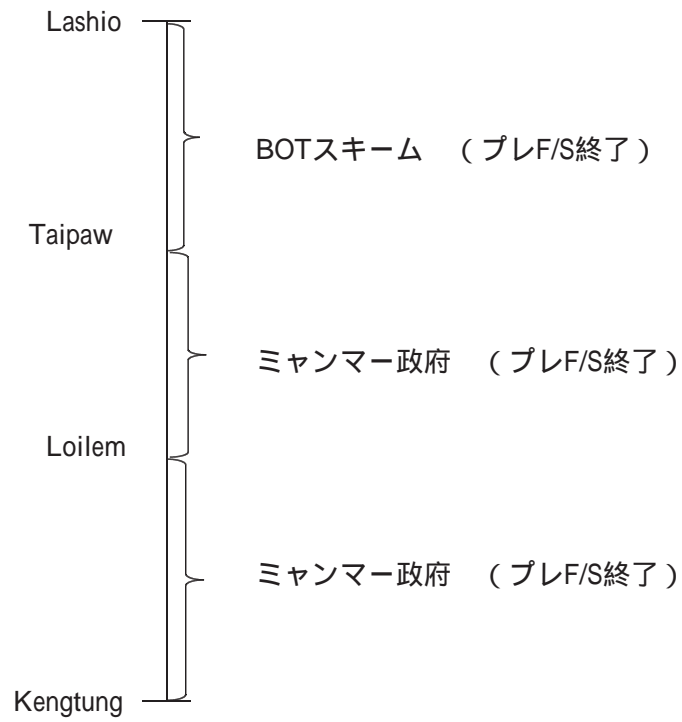 Lashio
BOTスキーム （プレF/S終了）
Taipaw
ミャンマー政府 （プレF/S終了）
Loilem
ミャンマー政府 （プレF/S終了）
Kengtung